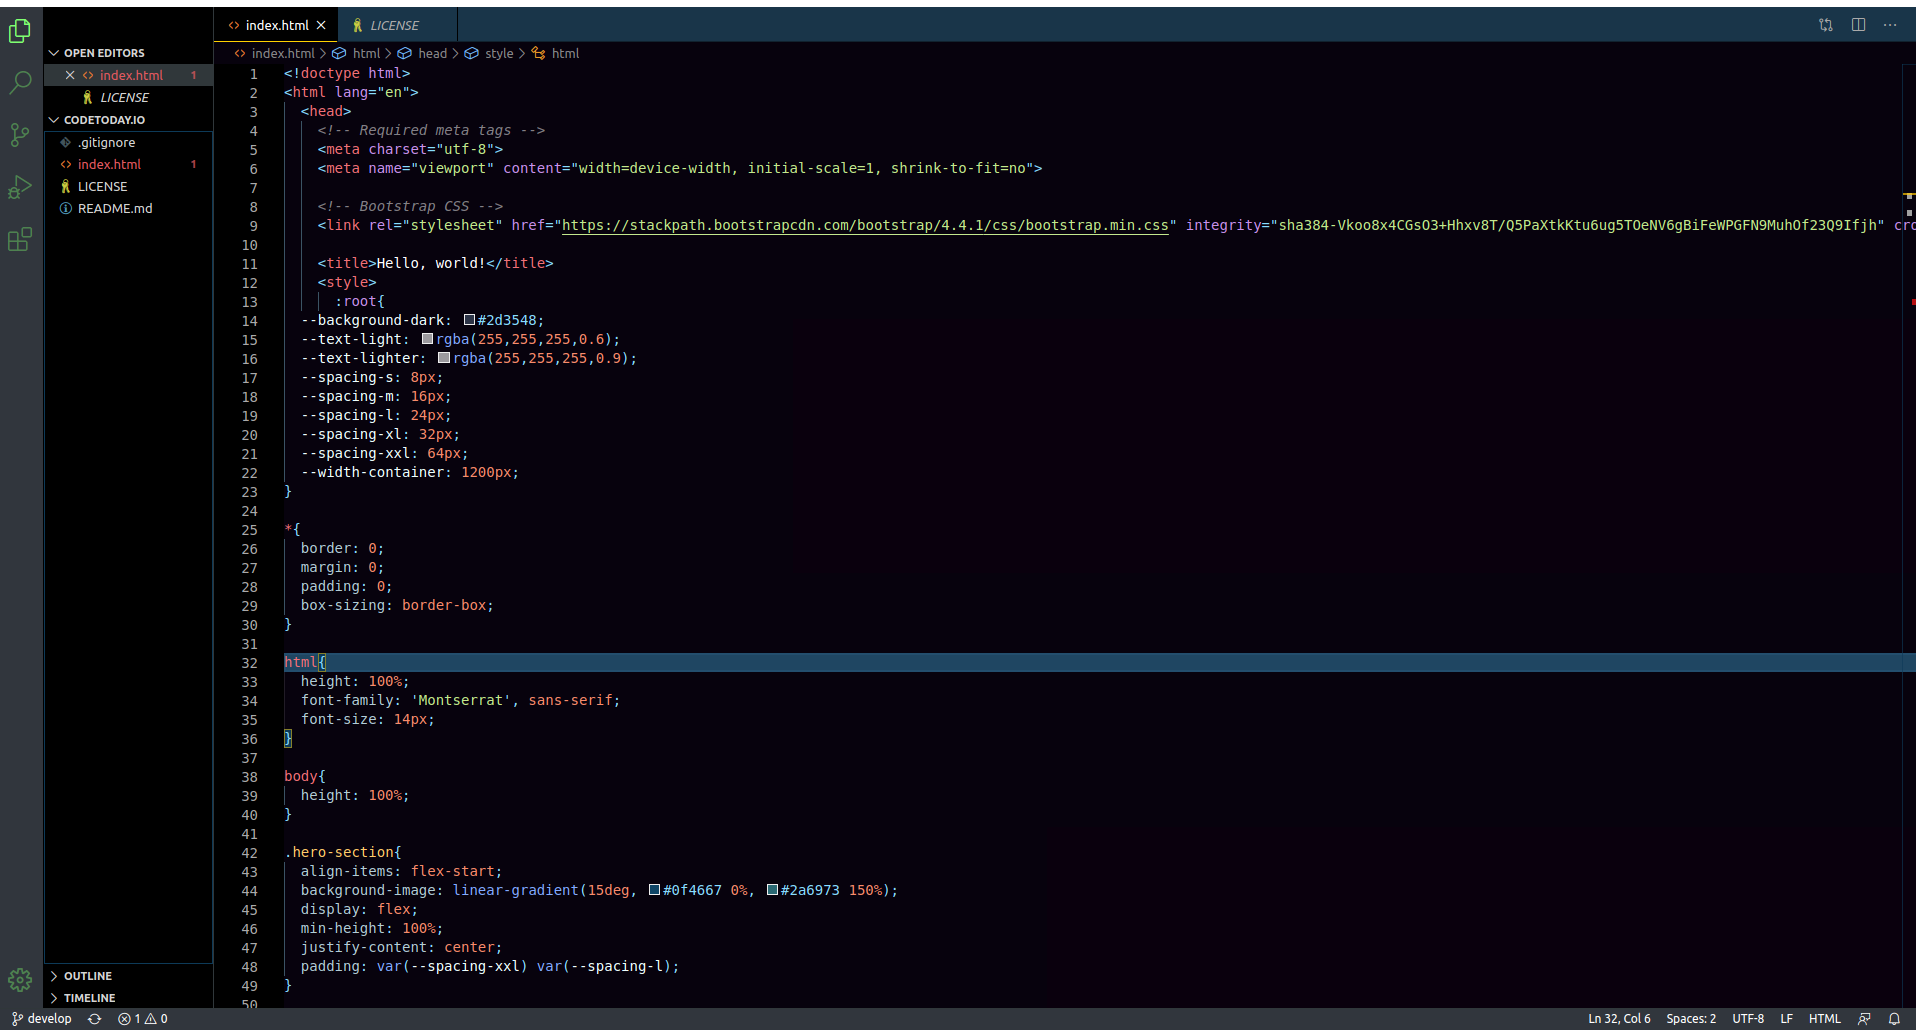 index.html
LICENSE
OPEN EDITORS
index.html 1
LICENSE
CODETODAY.IO
.gitignore
index.html 1
LICENSE
README.md
OUTLINE
TIMELINE
index.html > html > head > style > html
1 <!doctype html>
2 <html lang="en">
3 <head>
4 <!-- Required meta tags -->
5 <meta charset="utf-8">
6 <meta name="viewport" content="width=device-width, initial-scale=1, shrink-to-fit=no">
7
8 <!-- Bootstrap CSS -->
9 <link rel="stylesheet" href="https://stackpath.bootstrapcdn.com/bootstrap/4.4.1/css/bootstrap.min.css" integrity="sha384-Vkoo8x4CGsO3+Hhxv8T/Q5PaXtkKtu6ug5TOeNV6gBiFeWPGFN9MuhOf23Q9Ifjh" cro
10
11 <title>Hello, world!</title>
12 <style>
13 :root{
14 --background-dark: #2d3548;
15 --text-light: rgba(255,255,255,0.6);
16 --text-lighter: rgba(255,255,255,0.9);
17 --spacing-s: 8px;
18 --spacing-m: 16px;
19 --spacing-l: 24px;
20 --spacing-xl: 32px;
21 --spacing-xxl: 64px;
22 --width-container: 1200px;
23 }
24
25 *{
26 border: 0;
27 margin: 0;
28 padding: 0;
29 box-sizing: border-box;
30 }
31
32 html{
33 height: 100%;
34 font-family: 'Montserrat', sans-serif;
35 font-size: 14px;
36 }
37
38 body{
39 height: 100%;
40 }
41
42 .hero-section{
43 align-items: flex-start;
44 background-image: linear-gradient(15deg, #0f4667 0%, #2a6973 150%);
45 display: flex;
46 min-height: 100%;
47 justify-content: center;
48 padding: var(--spacing-xxl) var(--spacing-l);
49 }
50
develop 1 0 Ln 32, Col 6 Spaces: 2 UTF-8 LF HTML